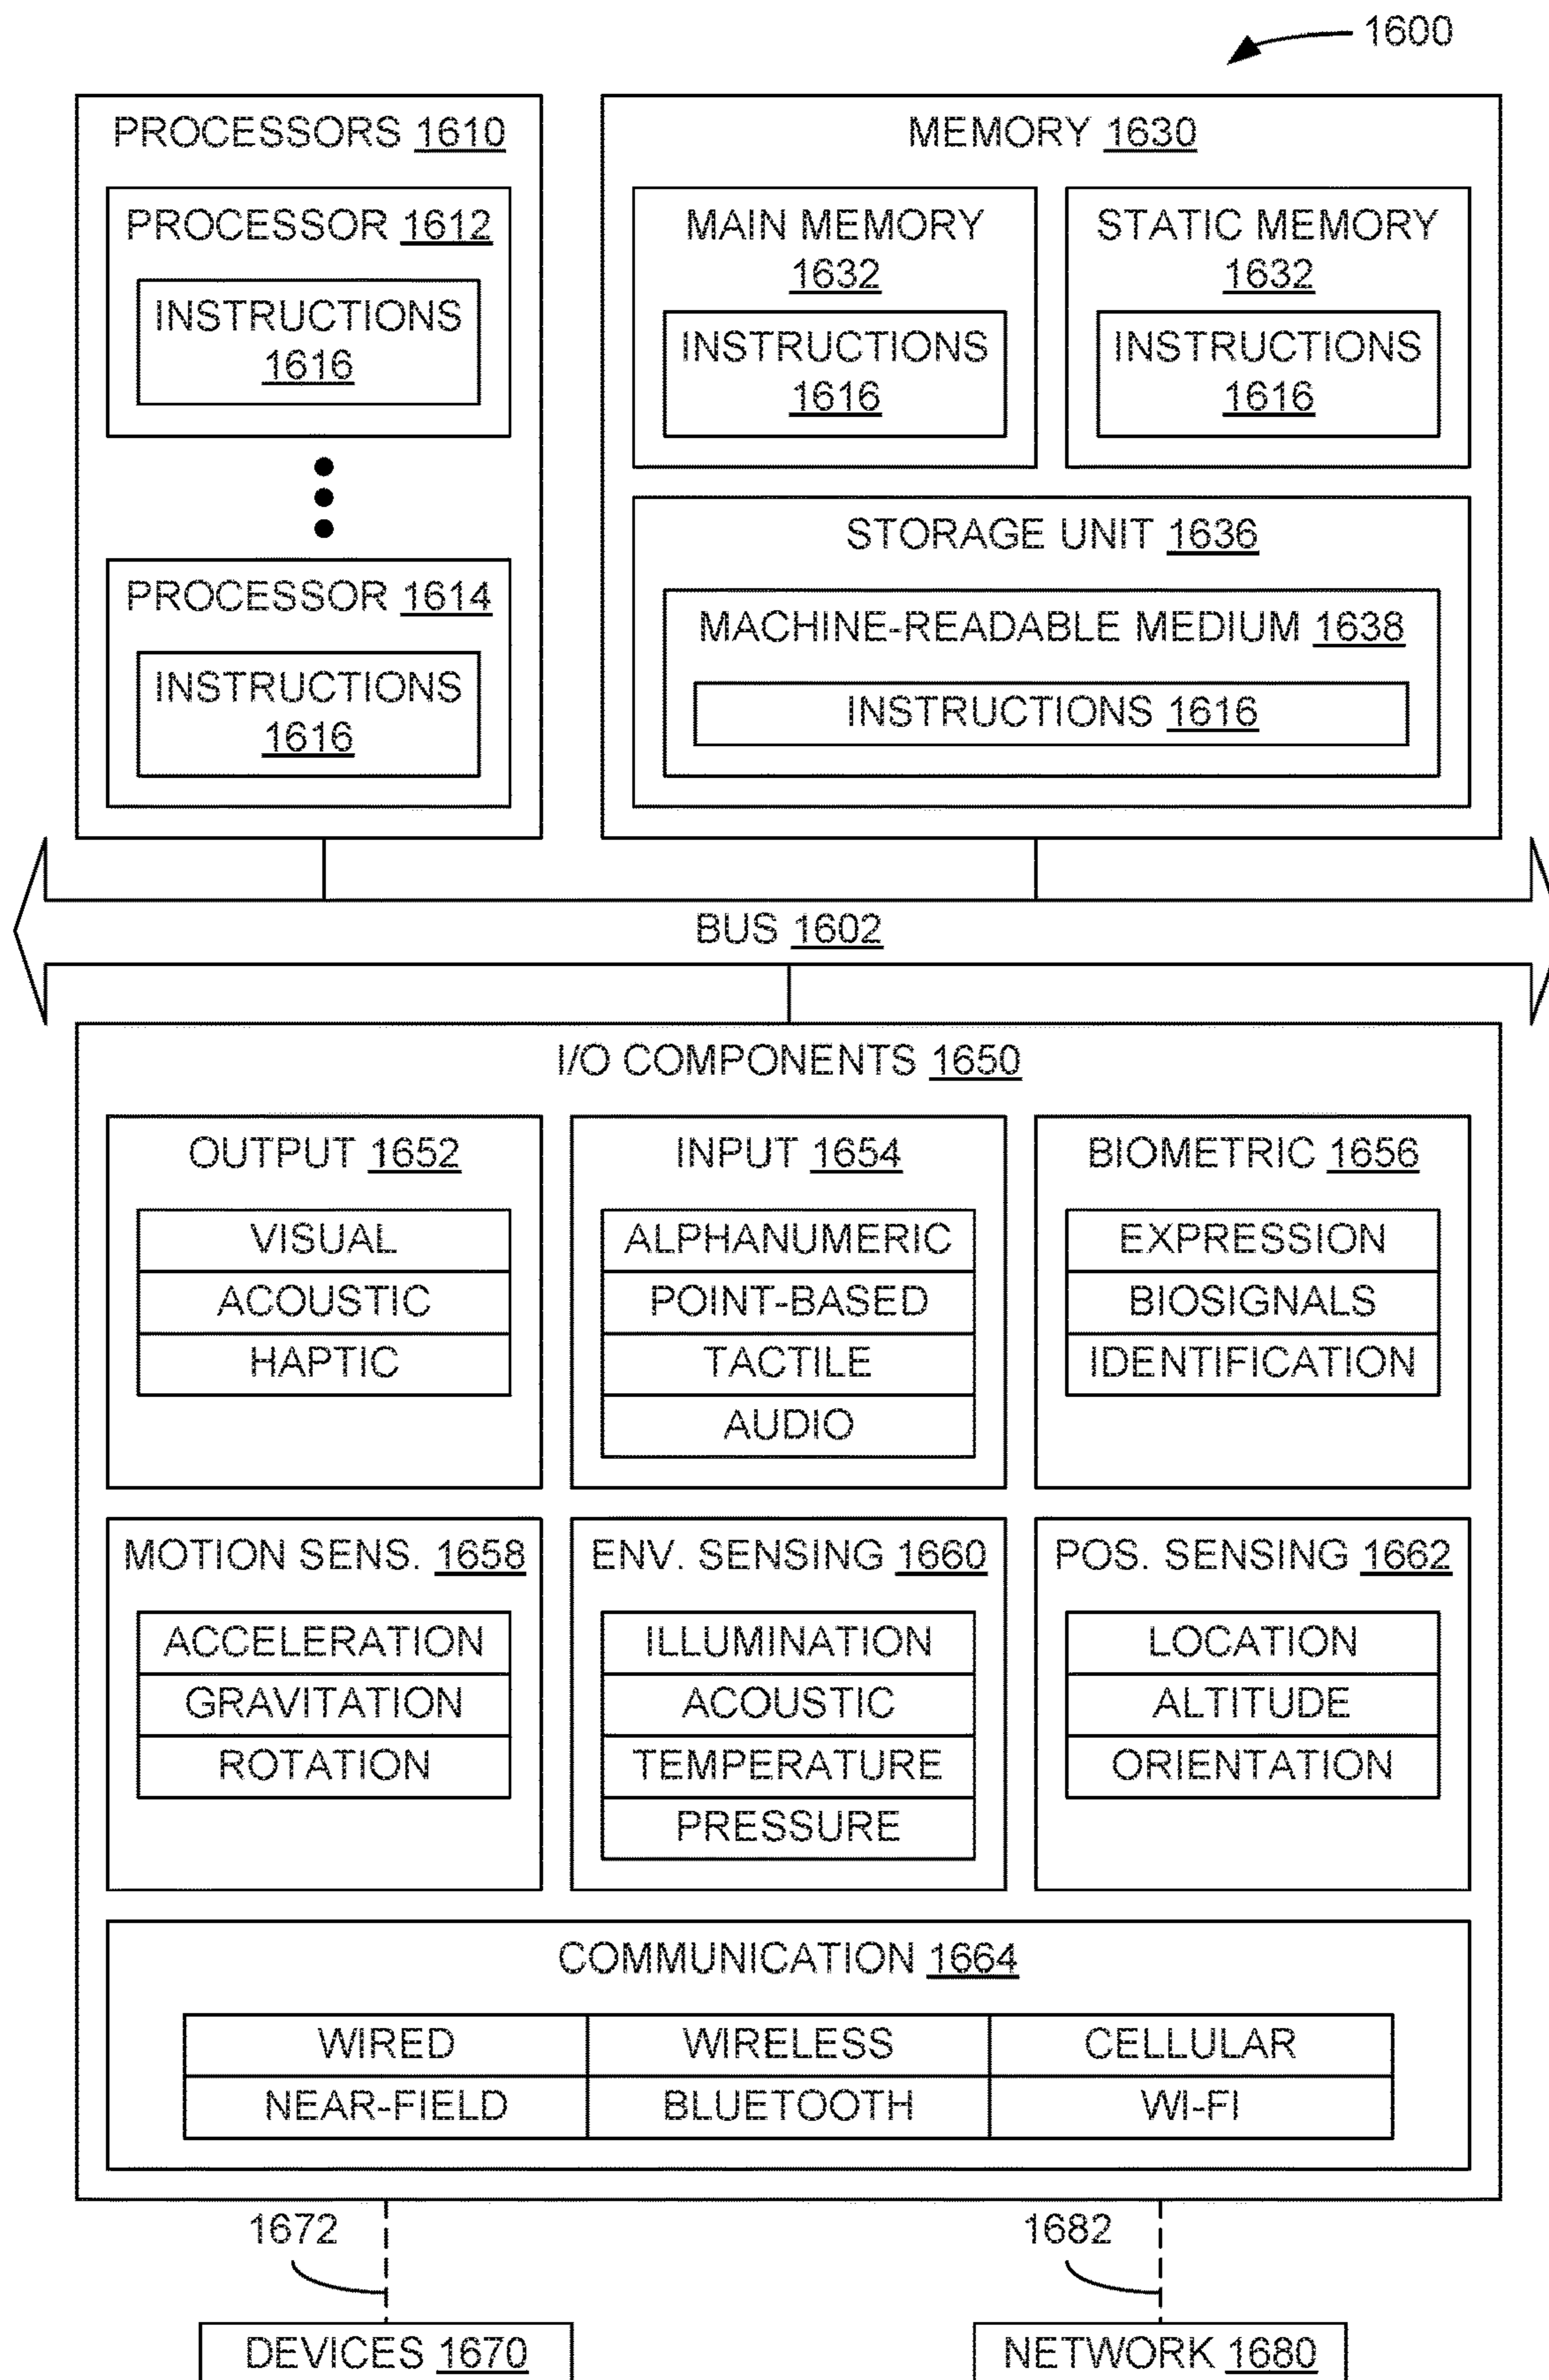 1600
PROCESSORS 1610
PROCESSOR 1612
INSTRUCTIONS
1616
PROCESSOR 1614
INSTRUCTIONS
1616
MEMORY 1630
MAIN MEMORY
1632
INSTRUCTIONS
1616
STATIC MEMORY
1632
INSTRUCTIONS
1616
STORAGE UNIT 1636
MACHINE-READABLE MEDIUM 1638
INSTRUCTIONS 1616
BUS 1602
I/O COMPONENTS 1650
OUTPUT 1652
VISUAL
ACOUSTIC
HAPTIC
INPUT 1654
ALPHANUMERIC
POINT-BASED
TACTILE
AUDIO
BIOMETRIC 1656
EXPRESSION
BIOSIGNALS
IDENTIFICATION
MOTION SENS. 1658
ACCELERATION
GRAVITATION
ROTATION
ENV. SENSING 1660
ILLUMINATION
ACOUSTIC
TEMPERATURE
PRESSURE
POS. SENSING 1662
LOCATION
ALTITUDE
ORIENTATION
COMMUNICATION 1664
WIRED
WIRELESS
CELLULAR
NEAR-FIELD
BLUETOOTH
WI-FI
1672
1682
DEVICES 1670
NETWORK 1680